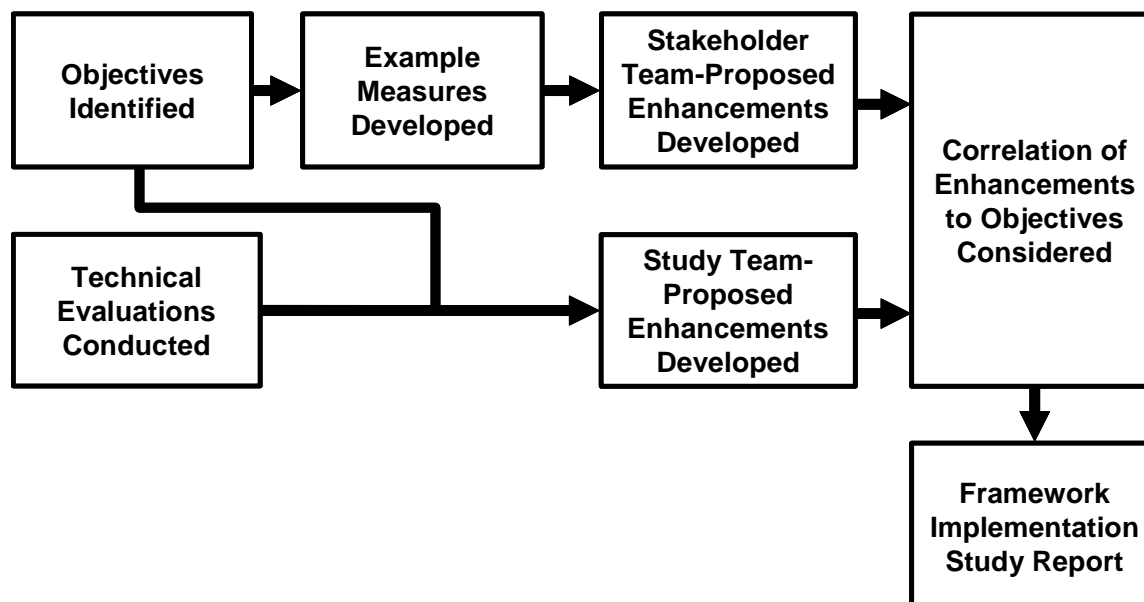 Objectives
Identified
Example
Measures
Developed
Stakeholder
Team-Proposed
Enhancements
Developed
Correlation of
Enhancements
to Objectives
Considered
Technical
Evaluations
Conducted
Study Team-
Proposed
Enhancements
Developed
Framework
Implementation
Study Report